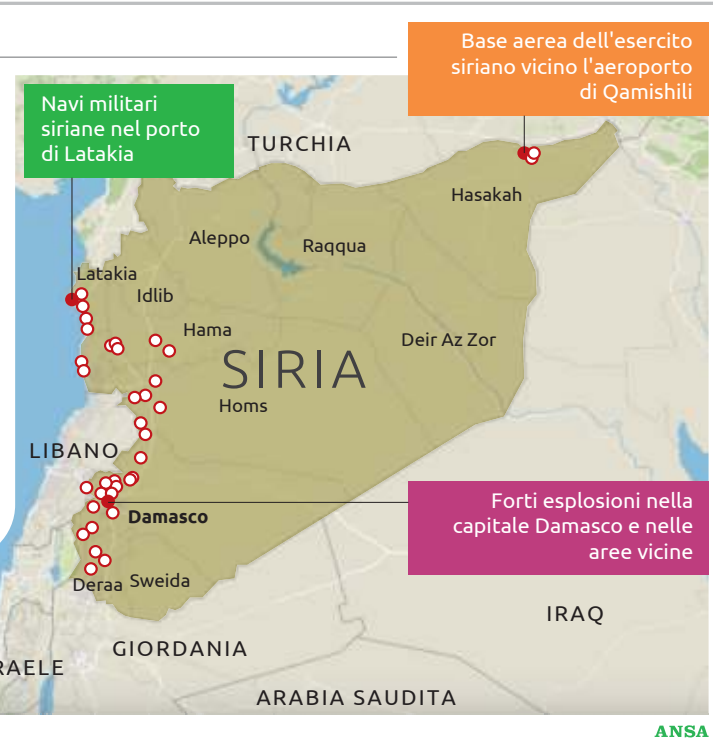 Base aerea dell'esercito
siriano vicino l'aeroporto
di Qamishili
Navi militari
siriane nel porto
di Latakia
TURCHIA
Hasakah
Aleppo
Raqqua
Latakia
Idlib
Hama
Deir Az Zor
SIRIA
Homs
LIBANO
Forti esplosioni nella
capitale Damasco e nelle
aree vicine
Damasco
Deraa
Sweida
IRAQ
GIORDANIA
RAELE
ARABIA SAUDITA
ANSA